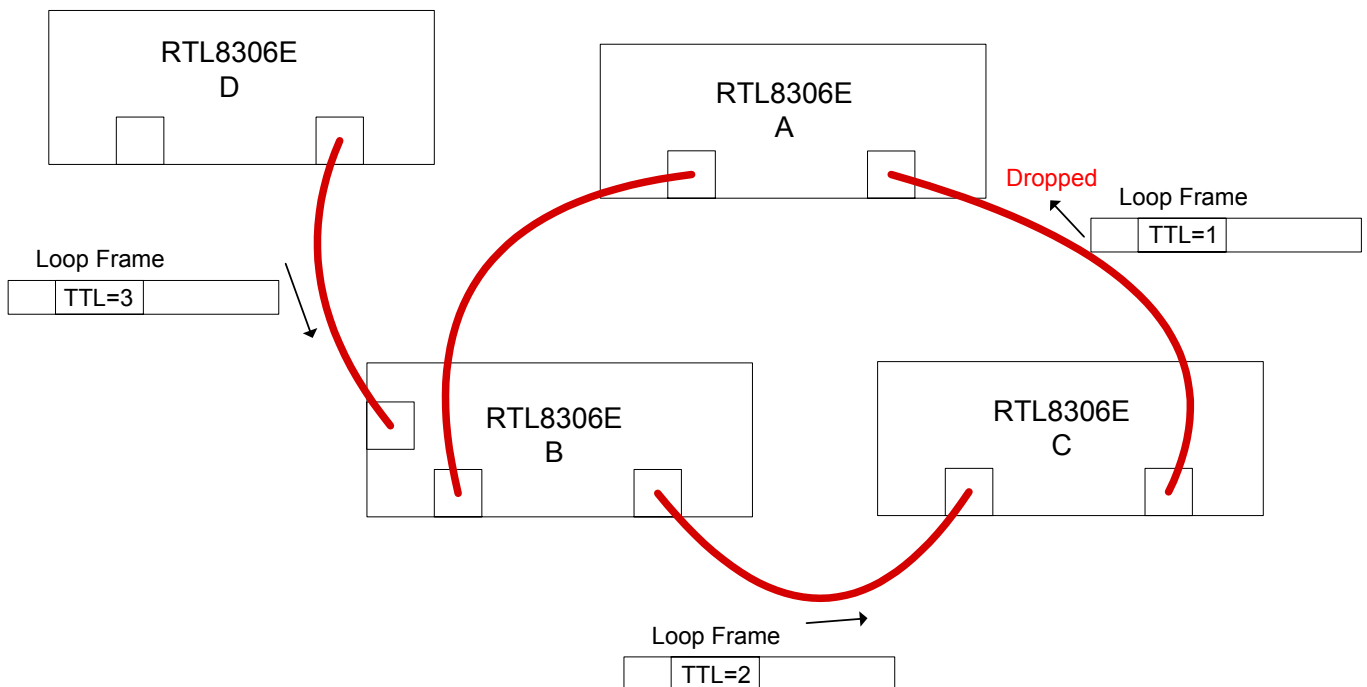 RTL8306E
D
RTL8306E
A
Dropped
Loop Frame
TTL=1
Loop Frame
TTL=3
RTL8306E
B
RTL8306E
C
Loop Frame
TTL=2